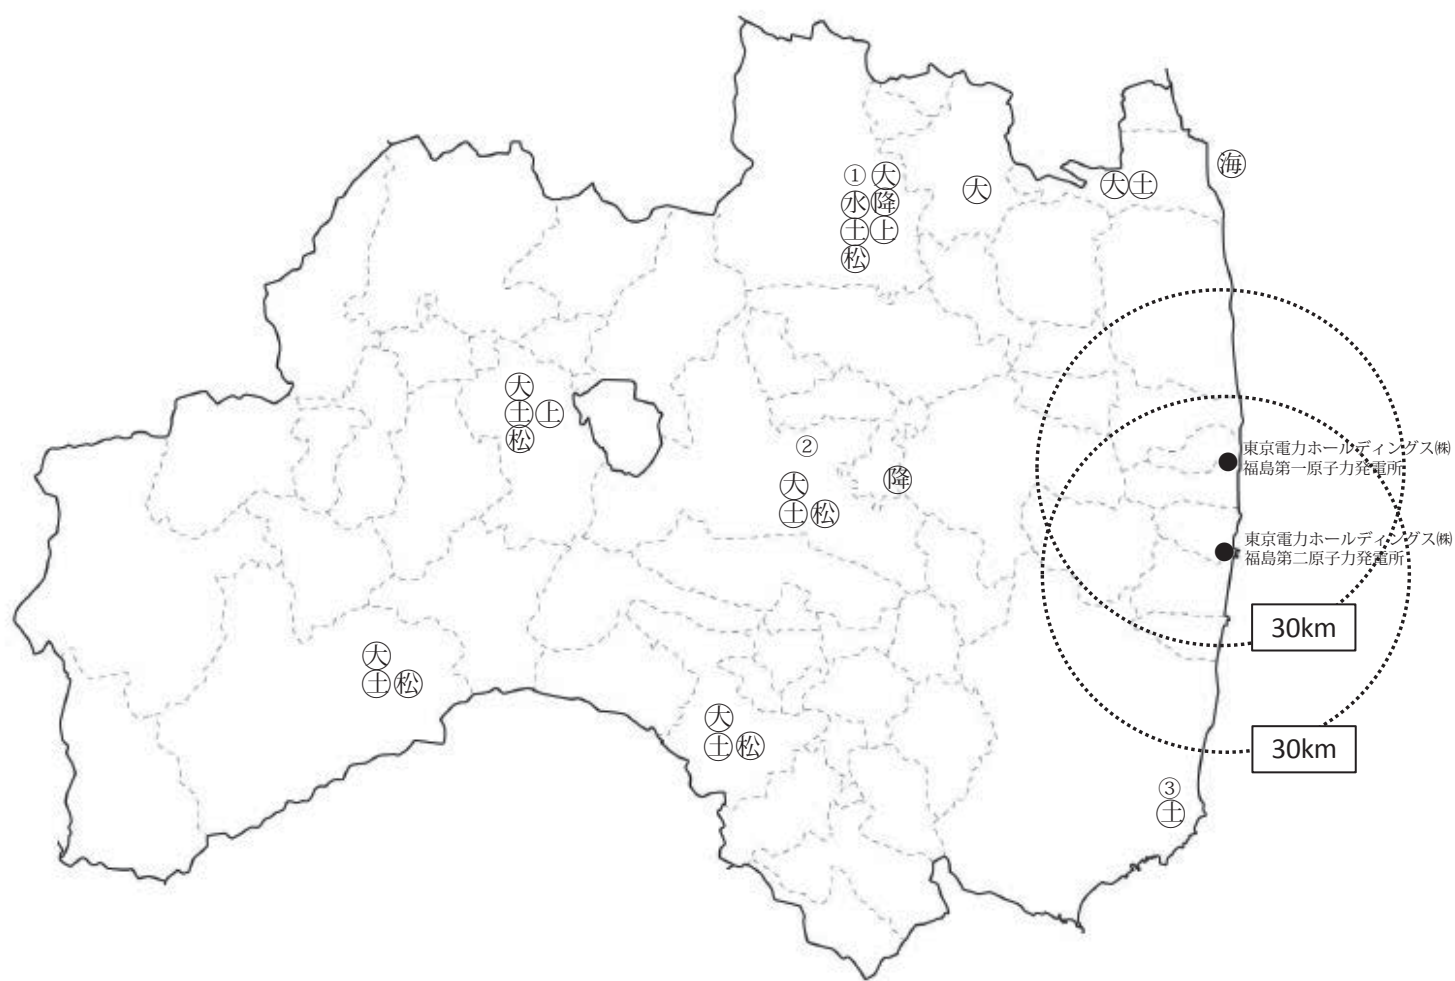 海
①大
水降
土上
松
大
大土
大
土上
松
②
大
土松
降
東京電力ホールディングス㈱
福島第一原子力発電所
東京電力ホールディングス㈱
福島第二原子力発電所
30km
大
土松
大
土松
30km
③
土